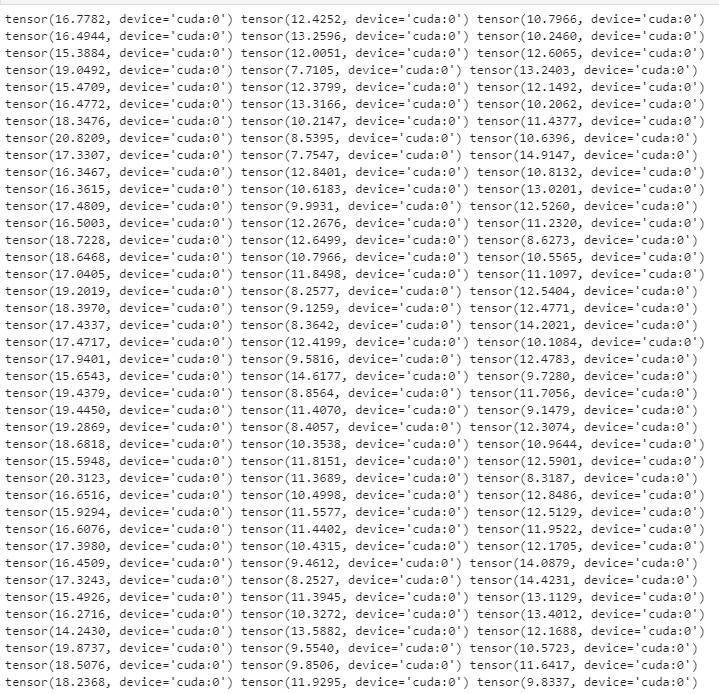 tensor(16.7782, device='cuda:0') tensor(12.4252, device='cuda:0') tensor(10.7966, device='cuda:0')
tensor(16.4944, device='cuda:0') tensor(13.2596, device='cuda:0') tensor(10.2460, device='cuda:0')
tensor(15.3884, device='cuda:0') tensor(12.0051, device='cuda:0') tensor(12.6065, device='cuda:0')
tensor(19.0492, device='cuda:0') tensor(7.7105, device='cuda:0') tensor(13.2403, device='cuda:0')
tensor(15.4709, device='cuda:0') tensor(12.3799, device='cuda:0') tensor(12.1492, device='cuda:0')
tensor(16.4772, device='cuda:0') tensor(13.3166, device='cuda:0') tensor(10.2062, device='cuda:0')
tensor(18.3476, device='cuda:0') tensor(10.2147, device='cuda:0') tensor(11.4377, device='cuda:0')
tensor(20.8209, device='cuda:0') tensor(8.5395, device='cuda:0') tensor(10.6396, device='cuda:0')
tensor(17.3307, device='cuda:0') tensor(7.7547, device='cuda:0') tensor(14.9147, device='cuda:0')
tensor(16.3467, device='cuda:0') tensor(12.8401, device='cuda:0') tensor(10.8132, device='cuda:0')
tensor(16.3615, device='cuda:0') tensor(10.6183, device='cuda:0') tensor(13.0201, device='cuda:0')
tensor(17.4809, device='cuda:0') tensor(9.9931, device='cuda:0') tensor(12.5260, device='cuda:0')
tensor(16.5003, device='cuda:0') tensor(12.2676, device='cuda:0') tensor(11.2320, device='cuda:0')
tensor(18.7228, device='cuda:0') tensor(12.6499, device='cuda:0') tensor(8.6273, device='cuda:0')
tensor(18.6468, device='cuda:0') tensor(10.7966, device='cuda:0') tensor(10.5565, device='cuda:0')
tensor(17.0405, device='cuda:0') tensor(11.8498, device='cuda:0') tensor(11.1097, device='cuda:0')
tensor(19.2019, device='cuda:0') tensor(8.2577, device='cuda:0') tensor(12.5404, device='cuda:0')
tensor(18.3970, device='cuda:0') tensor(9.1259, device='cuda:0') tensor(12.4771, device='cuda:0')
tensor(17.4337, device='cuda:0') tensor(8.3642, device='cuda:0') tensor(14.2021, device='cuda:0')
tensor(17.4717, device='cuda:0') tensor(12.4199, device='cuda:0') tensor(10.1084, device='cuda:0')
tensor(17.9401, device='cuda:0') tensor(9.5816, device='cuda:0') tensor(12.4783, device='cuda:0')
tensor(15.6543, device='cuda:0') tensor(14.6177, device='cuda:0') tensor(9.7280, device='cuda:0')
tensor(19.4379, device='cuda:0') tensor(8.8564, device='cuda:0') tensor(11.7056, device='cuda:0')
tensor(19.4450, device='cuda:0') tensor(11.4070, device='cuda:0') tensor(9.1479, device='cuda:0')
tensor(19.2869, device='cuda:0') tensor(8.4057, device='cuda:0') tensor(12.3074, device='cuda:0')
tensor(18.6818, device='cuda:0') tensor(10.3538, device='cuda:0') tensor(10.9644, device='cuda:0')
tensor(15.5948, device='cuda:0') tensor(11.8151, device='cuda:0') tensor(12.5901, device='cuda:0')
tensor(20.3123, device='cuda:0') tensor(11.3689, device='cuda:0') tensor(8.3187, device='cuda:0')
tensor(16.6516, device='cuda:0') tensor(10.4998, device='cuda:0') tensor(12.8486, device='cuda:0')
tensor(15.9294, device='cuda:0') tensor(11.5577, device='cuda:0') tensor(12.5129, device='cuda:0')
tensor(16.6076, device='cuda:0') tensor(11.4402, device='cuda:0') tensor(11.9522, device='cuda:0')
tensor(17.3980, device='cuda:0') tensor(10.4315, device='cuda:0') tensor(12.1705, device='cuda:0')
tensor(16.4509, device='cuda:0') tensor(9.4612, device='cuda:0') tensor(14.0879, device='cuda:0')
tensor(17.3243, device='cuda:0') tensor(8.2527, device='cuda:0') tensor(14.4231, device='cuda:0')
tensor(15.4926, device='cuda:0') tensor(11.3945, device='cuda:0') tensor(13.1129, device='cuda:0')
tensor(16.2716, device='cuda:0') tensor(10.3272, device='cuda:0') tensor(13.4012, device='cuda:0')
tensor(14.2430, device='cuda:0') tensor(13.5882, device='cuda:0') tensor(12.1688, device='cuda:0')
tensor(19.8737, device='cuda:0') tensor(9.5540, device='cuda:0') tensor(10.5723, device='cuda:0')
tensor(18.5076, device='cuda:0') tensor(9.8506, device='cuda:0') tensor(11.6417, device='cuda:0')
tensor(18.2368, device='cuda:0') tensor(11.9295, device='cuda:0') tensor(9.8337, device='cuda:0')